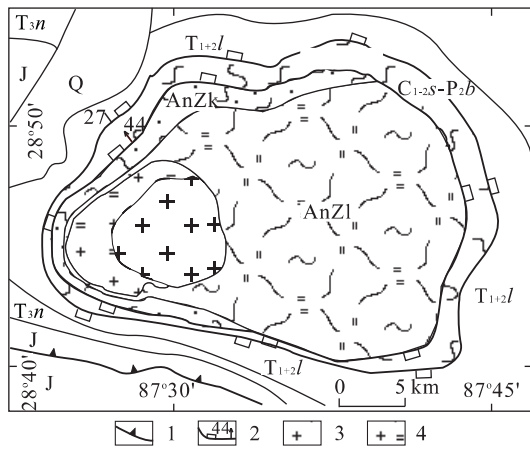 T₃n
T₁₊₂l
J
Q
AnZk
C₁₋₂s-P₂b
27
44
28°50′
AnZl
T₁₊₂l
T₃n
J
T₁₊₂l
J
28°40′
87°30′
0 5 km
87°45′
44
1 2 3 4